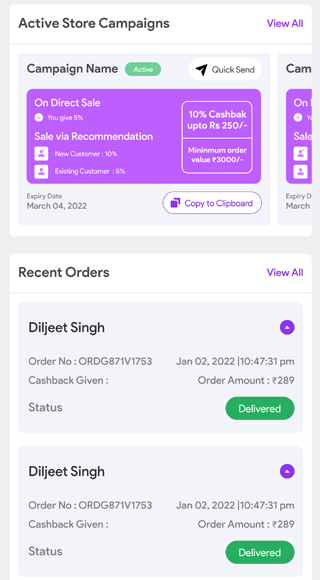 Active Store Campaigns
View All
Campaign Name
Active
Quick Send
On Direct Sale
You give 5%
Sale via Recommendation
New Customer : 10%
Existing Customer : 5%
10% Cashbak
upto Rs 250/-
Mininmum order
value ₹3000/-
Expiry Date
March 04, 2022
Copy to Clipboard
Cam
On
Yo
Sale
Expiry Date
March
Recent Orders
View All
Diljeet Singh
Order No : ORDG871V1753
Jan 02, 2022 |10:47:31 pm
Cashback Given :
Order Amount : ₹289
Status
Delivered
Diljeet Singh
Order No : ORDG871V1753
Jan 02, 2022 |10:47:31 pm
Cashback Given :
Order Amount : ₹289
Status
Delivered